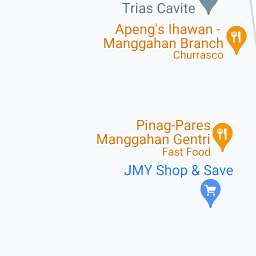 Trias Cavite
Apeng's Ihawan -
Manggahan Branch
Churrasco
Pinag-Pares
Manggahan Gentri
Fast Food
JMY Shop & Save